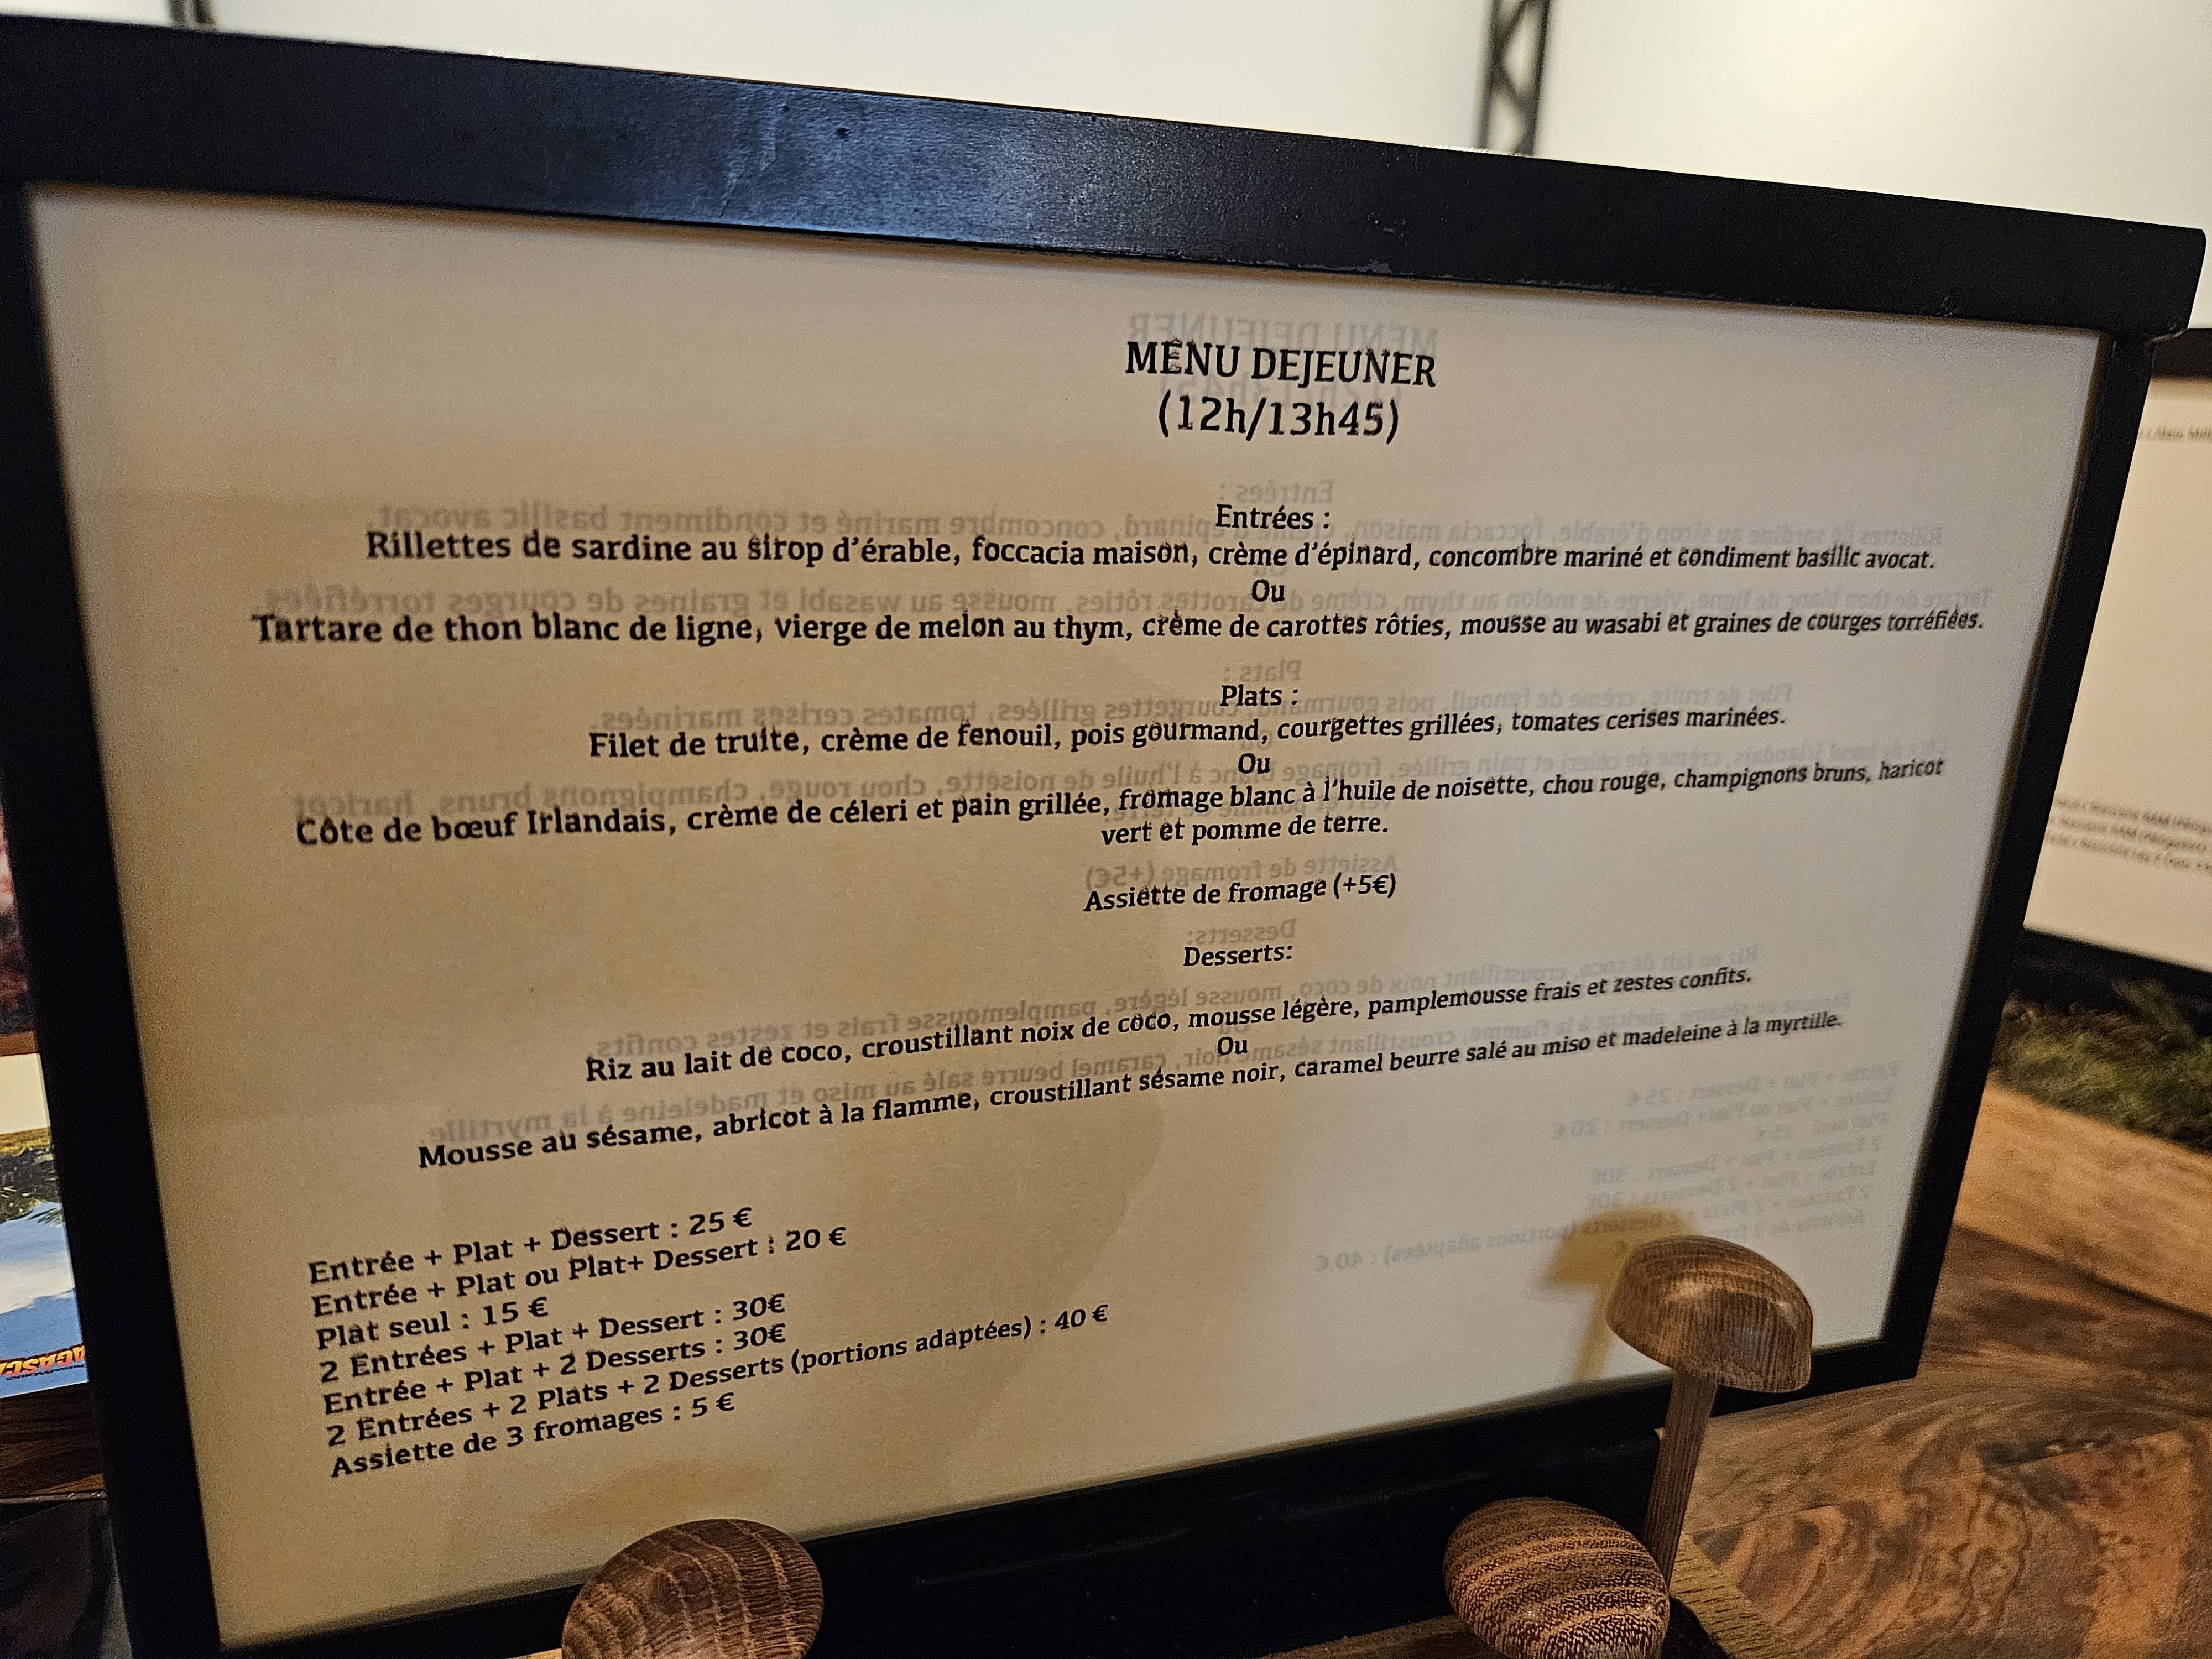 MENU DEJEUNER
(12h/13h45)
Entrées :
Rillettes de sardine au sirop d'érable, foccacia maison, crème d'épinard, concombre mariné et condiment basilic avocat.
Ou
Tartare de thon blanc de ligne, vierge de melon au thym, crème de carottes rôties, mousse au wasabi et graines de courges torréfiées.
Plats :
Filet de truite, crème de fenouil, pois gourmand, courgettes grillées, tomates cerises marinées.
Ou
Côte de bœuf Irlandais, crème de céleri et pain grillée, fromage blanc à l'huile de noisette, chou rouge, champignons bruns, haricot
vert et pomme de terre.
Assiette de fromage (+5€)
Desserts:
Riz au lait de coco, croustillant noix de coco, mousse légère, pamplemousse frais et zestes confits.
Ou
Mousse au sésame, abricot à la flamme, croustillant sésame noir, caramel beurre salé au miso et madeleine à la myrtille.
Entrée + Plat + Dessert : 25 €
Entrée + Plat ou Plat+ Dessert : 20 €
Plat seul : 15 €
2 Entrées + Plat + Dessert : 30€
Entrée + Plat + 2 Desserts : 30€
2 Entrées + 2 Plats + 2 Desserts (portions adaptées) : 40 €
Assiette de 3 fromages : 5 €